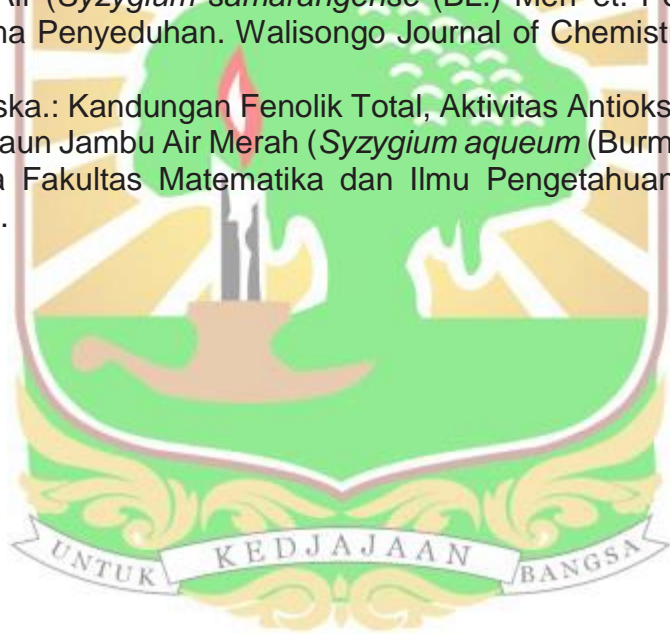 Air (Syzygium samarangense (BL.) Merr et.
na Penyeduhan. Walisongo Journal of Chemist
ska.: Kandungan Fenolik Total, Aktivitas Antioks
aun Jambu Air Merah (Syzygium aqueum (Burm
a Fakultas Matematika dan Ilmu Pengetahuan
.
UNTUK KEDJAJAAN BANGSA